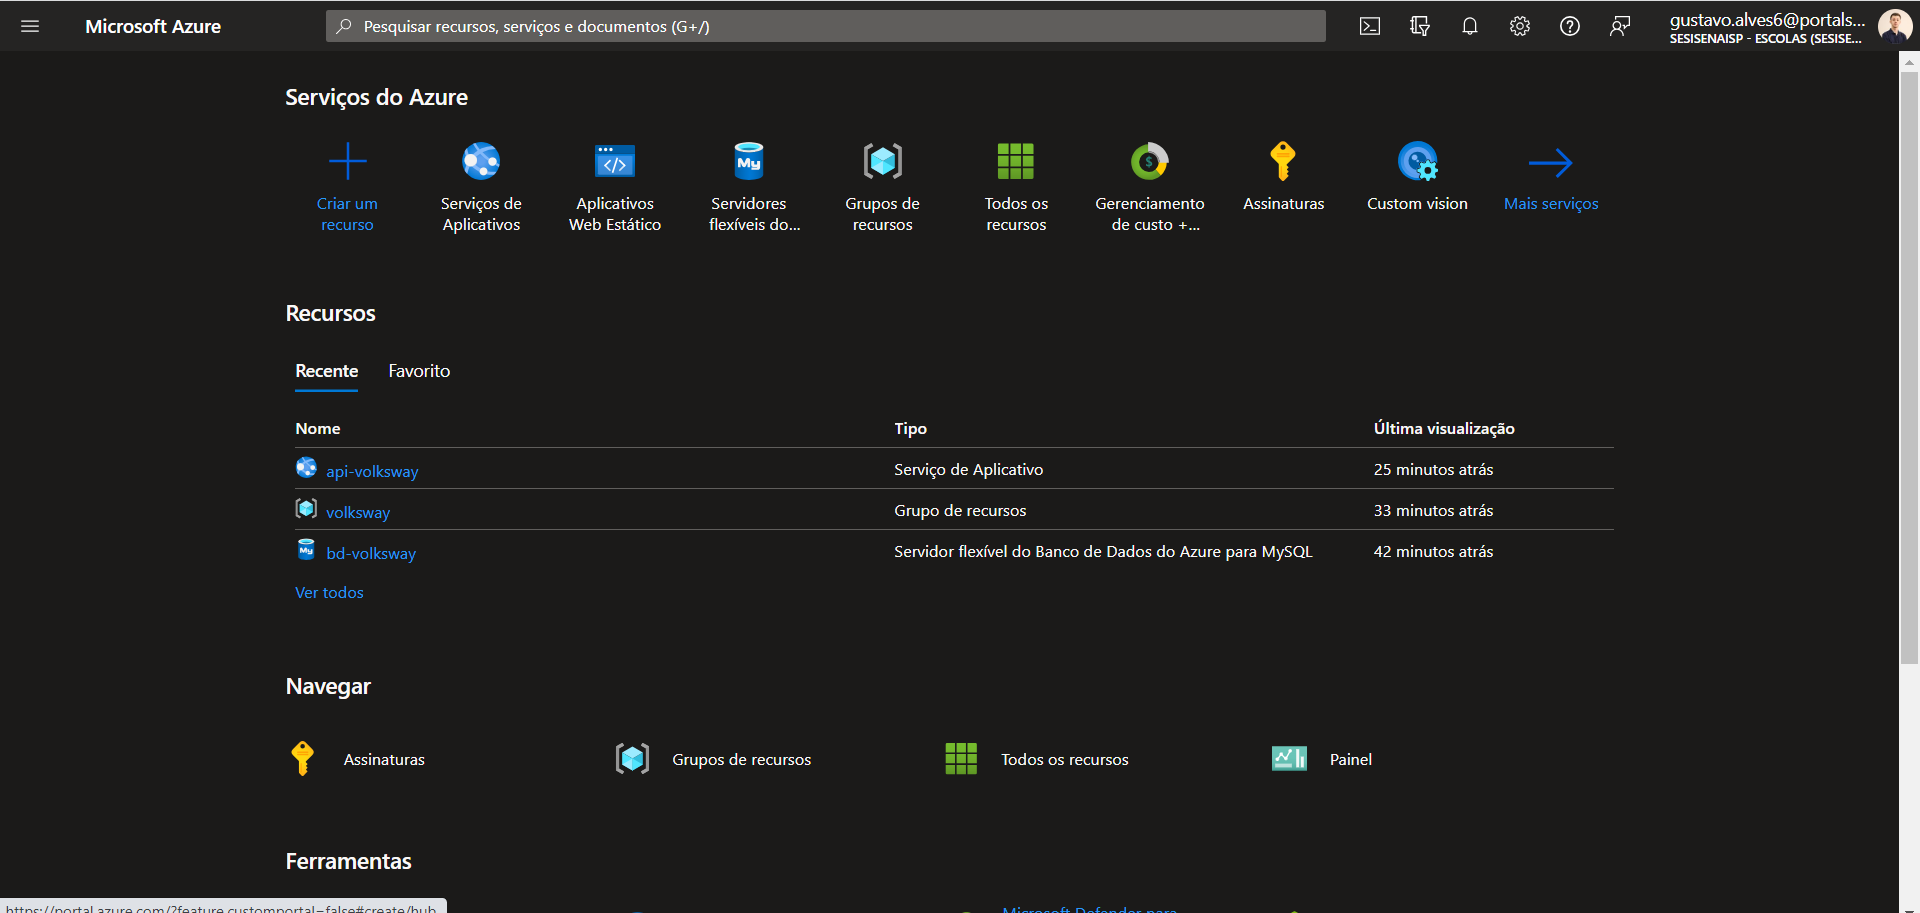 Microsoft Azure
Pesquisar recursos, serviços e documentos (G+/)
gustavo.alves6@portals...
SESISENAISP - ESCOLAS (SESISE...
Serviços do Azure
Criar um
recurso
Serviços de
Aplicativos
Aplicativos
Web Estático
My
Servidores
flexíveis do...
Grupos de
recursos
Todos os
recursos
Gerenciamento
de custo +...
Assinaturas
Custom vision
Mais serviços
Recursos
Recente
Favorito
Nome
Tipo
Última visualização
api-volksway
Serviço de Aplicativo
25 minutos atrás
volksway
Grupo de recursos
33 minutos atrás
My
bd-volksway
Servidor flexível do Banco de Dados do Azure para MySQL
42 minutos atrás
Ver todos
Navegar
Assinaturas
Grupos de recursos
Todos os recursos
Painel
Ferramentas
Microsoft Defender para
https://portal.azure.com/?feature.customportal=false#create/hub